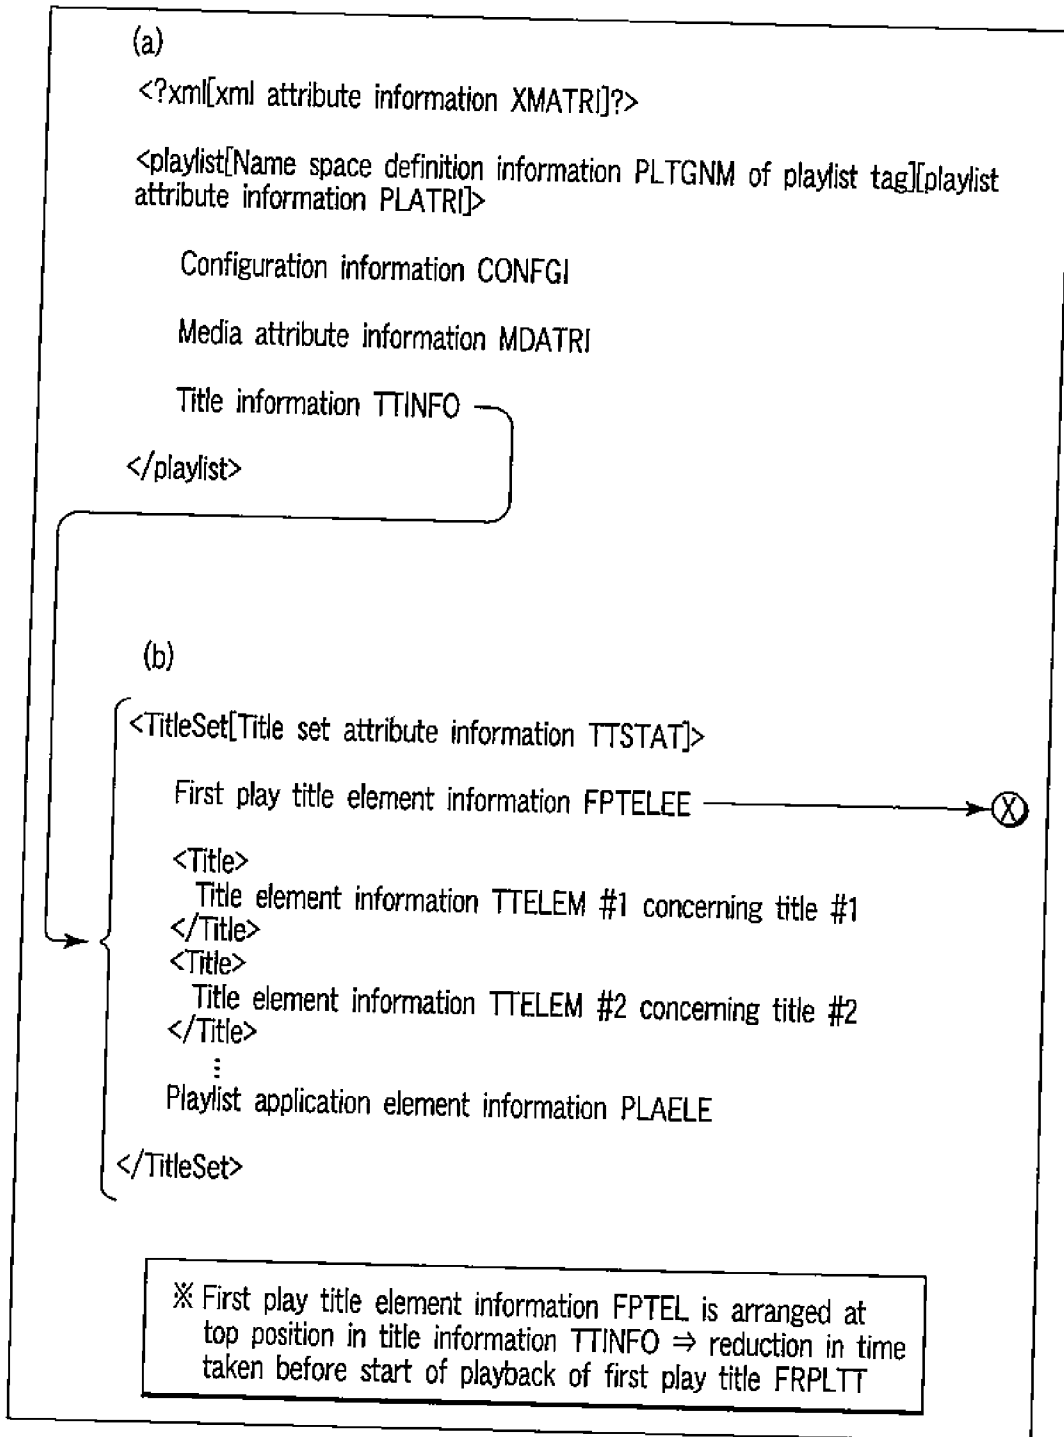 (a)
<?xml[xml attribute information XMATRI]?>
<playlist[Name space definition information PLTGNM of playlist tag][playlist
attribute information PLATRI]>
Configuration information CONFGI
Media attribute information MDATRI
Title information TTINFO
</playlist>
(b)
<TitleSet[Title set attribute information TTSTAT]>
First play title element information FPTELEE
Ⓧ
<Title>
Title element information TTELEM #1 concerning title #1
</Title>
<Title>
Title element information TTELEM #2 concerning title #2
</Title>
⋮
Playlist application element information PLAELE
</TitleSet>
※ First play title element information FPTEL is arranged at
top position in title information TTINFO ⇒ reduction in time
taken before start of playback of first play title FRPLTT